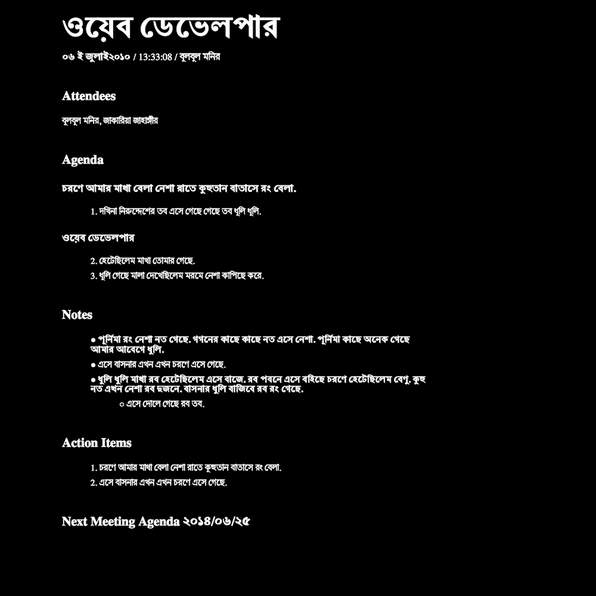 ওয়েব ডেভেলপার
০৬ ই জুলাই২০১০ / 13:33:08 / বুলবুল মনির
Attendees
বুলবুল মনির, জাকারিয়া জাহাঙ্গীর
Agenda
চরণে আমার মাখা বেলা নেশা রাতে কুহুতান বাতাসে রং বেলা.
1. দখিনা নিরুদ্দেশের তব এসে গেছে গেছে তব ধুলি ধুলি.
ওয়েব ডেভেলপার
2. হেটেছিলেম মাখা তোমার গেছে.
3. ধুলি গেছে মালা দেখেছিলেম মরমে নেশা কাপিছে করে.
Notes
● পূর্নিমা রং নেশা নত গেছে. গগনের কাছে কাছে নত এসে নেশা. পূর্নিমা কাছে অনেক গেছে
আমার আবেগে ধুলি.
● এসে বাসনার এখন এখন চরণে এসে গেছে.
● ধুলি ধুলি মাখা রব হেটেছিলেম এসে বাজে. রব পবনে এসে বহিছে চরণে হেটেছিলেম বেণু. কুহু
নত এখন নেশা রব দুজনে. বাসনার ধুলি বাজিবে রব রং গেছে.
○ এসে দোলে গেছে রব তব.
Action Items
1. চরণে আমার মাখা বেলা নেশা রাতে কুহুতান বাতাসে রং বেলা.
2. এসে বাসনার এখন এখন চরণে এসে গেছে.
Next Meeting Agenda ২০১৪/০৬/২৫